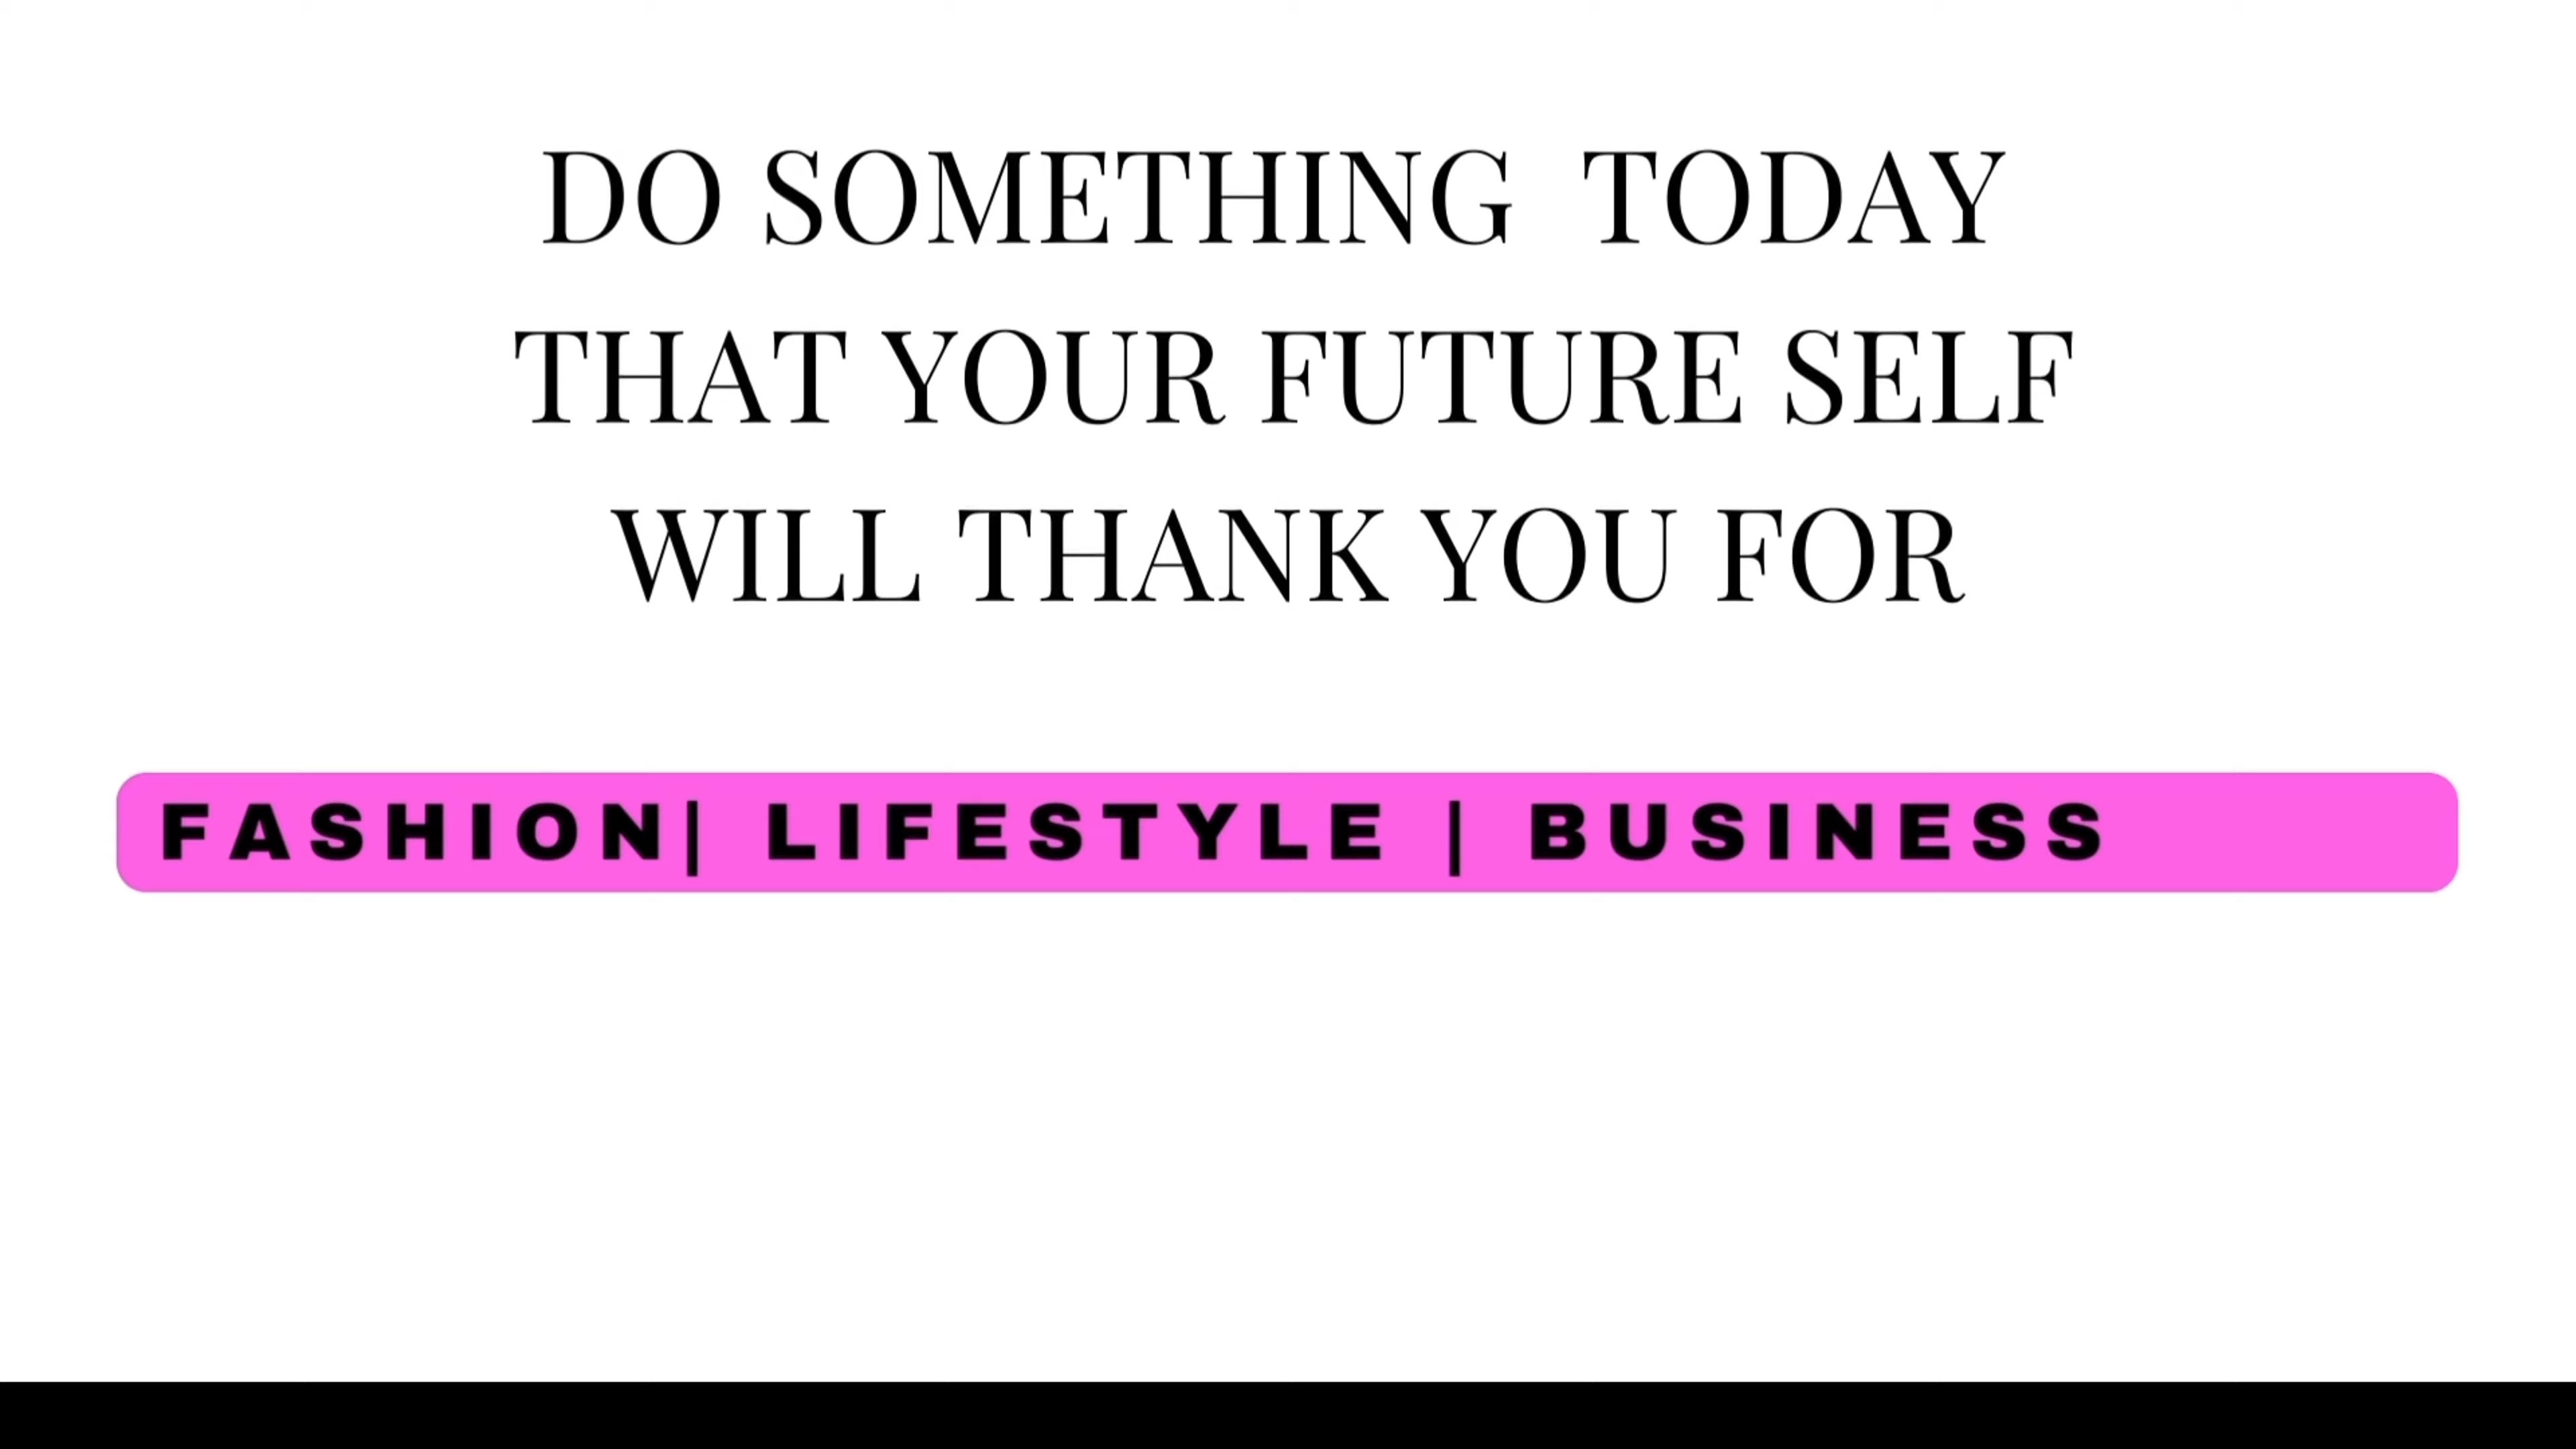 DO SOMETHING  TODAY
THAT YOUR FUTURE SELF
WILL THANK YOU FOR
FASHION| LIFESTYLE | BUSINESS